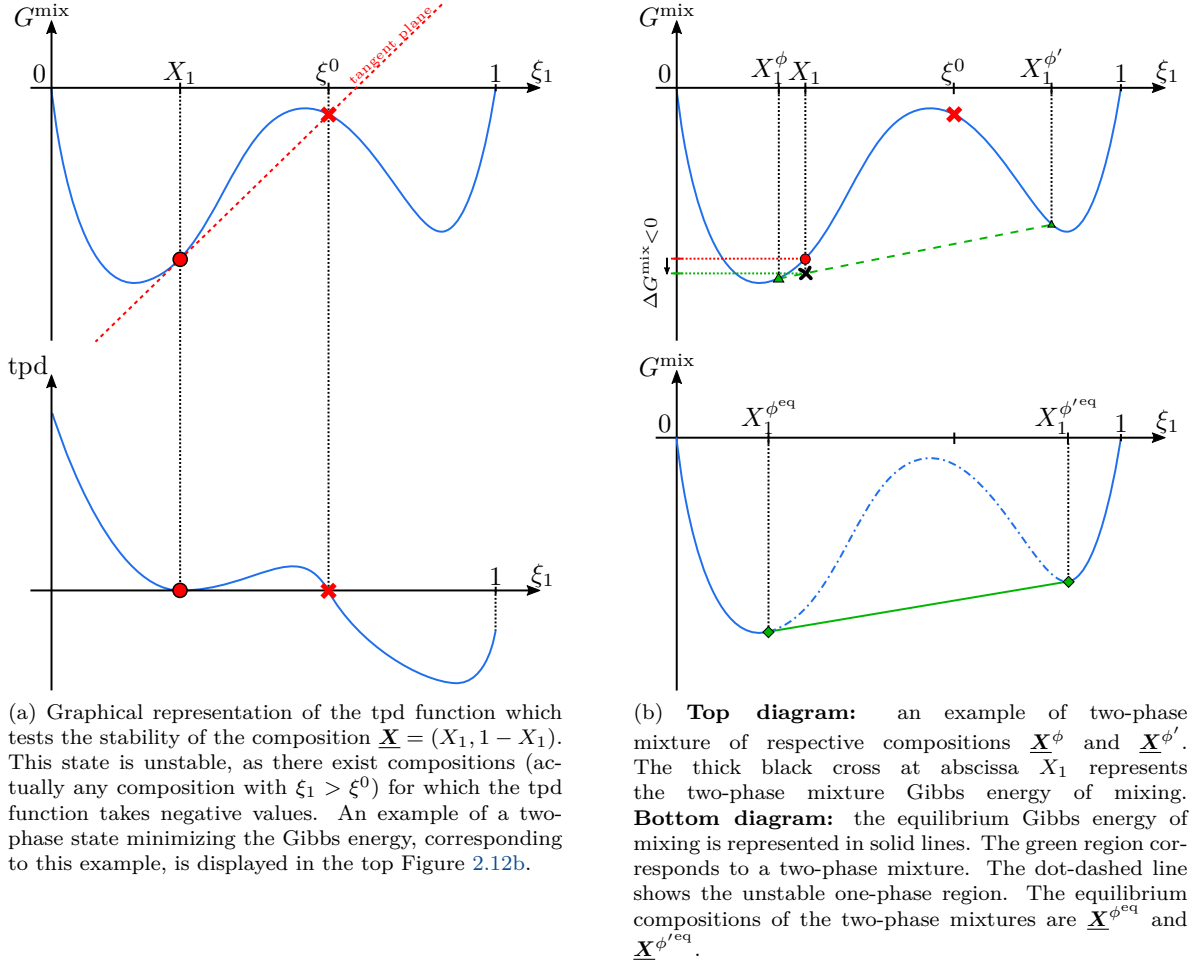 G^mix
0
X_1
ξ^0
tangent plane
1
ξ_1
tpd
1
ξ_1
(a) Graphical representation of the tpd function which
tests the stability of the composition X = (X_1, 1 − X_1).
This state is unstable, as there exist compositions (ac-
tually any composition with ξ_1 > ξ^0) for which the tpd
function takes negative values. An example of a two-
phase state minimizing the Gibbs energy, corresponding
to this example, is displayed in the top Figure 2.12b.
G^mix
0
X_1^ϕ
X_1
ξ^0
X_1^ϕ′
1
ξ_1
ΔG^mix<0
G^mix
0
X_1^ϕ^eq
X_1^ϕ′^eq
1
ξ_1
(b) Top diagram: an example of two-phase
mixture of respective compositions X^ϕ and X^ϕ′.
The thick black cross at abscissa X_1 represents
the two-phase mixture Gibbs energy of mixing.
Bottom diagram: the equilibrium Gibbs energy of
mixing is represented in solid lines. The green region cor-
responds to a two-phase mixture. The dot-dashed line
shows the unstable one-phase region. The equilibrium
compositions of the two-phase mixtures are X^ϕ^eq and
X^ϕ′^eq.